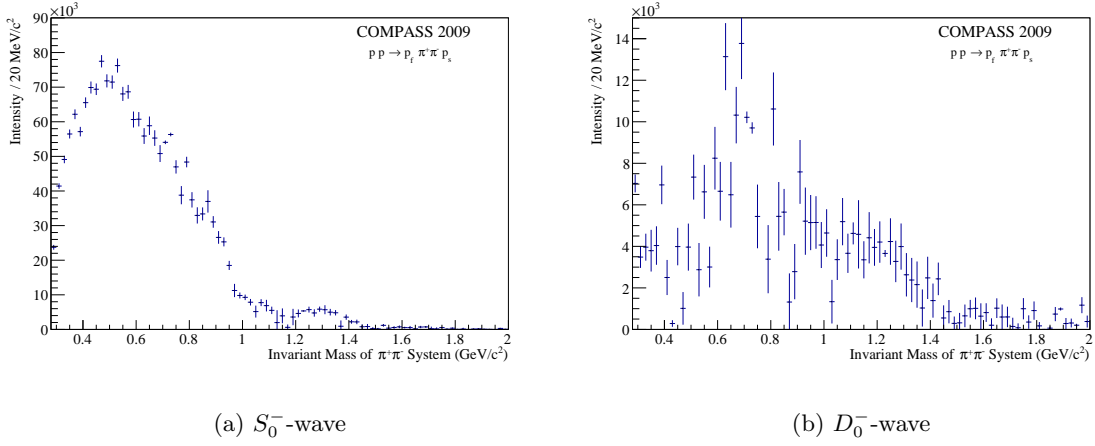 ×10³
90
80
70
60
50
40
30
20
10
0
Intensity / 20 MeV/c²
COMPASS 2009
p p → p_f π⁺π⁻ p_s
0.4 0.6 0.8 1 1.2 1.4 1.6 1.8 2
Invariant Mass of π⁺π⁻ System (GeV/c²)
(a) S₀⁻-wave
×10³
14
12
10
8
6
4
2
0
Intensity / 20 MeV/c²
COMPASS 2009
p p → p_f π⁺π⁻ p_s
0.4 0.6 0.8 1 1.2 1.4 1.6 1.8 2
Invariant Mass of π⁺π⁻ System (GeV/c²)
(b) D₀⁻-wave